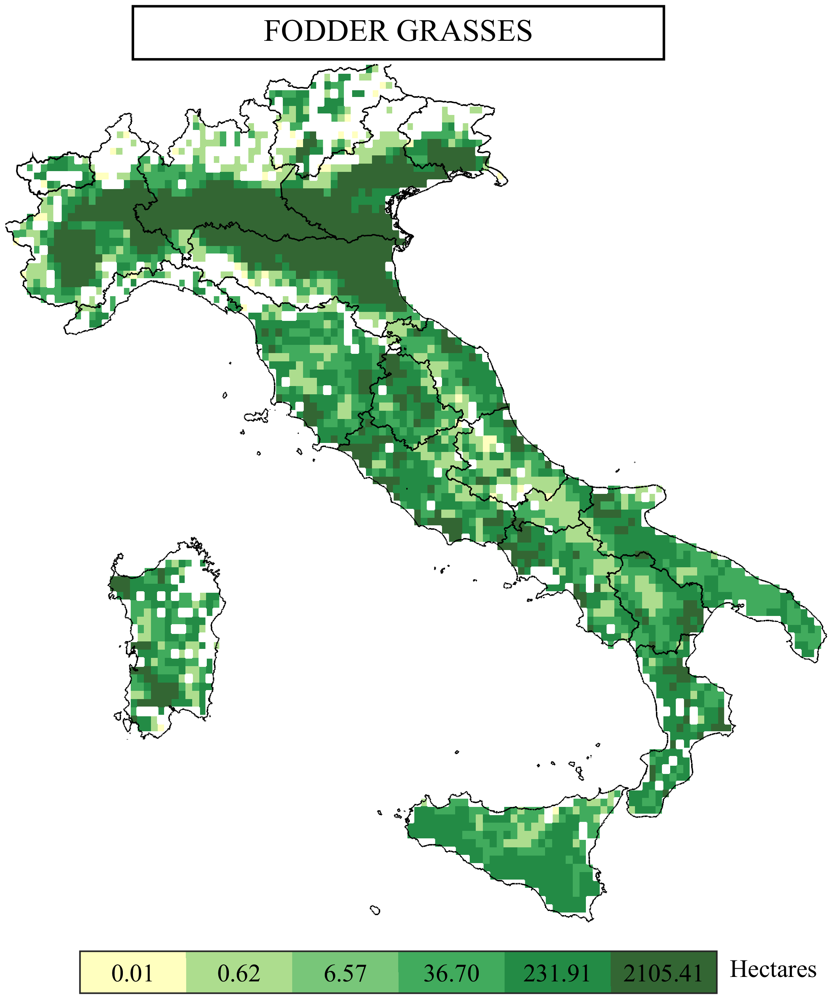 FODDER GRASSES
0.01 0.62 6.57 36.70 231.91 2105.41 Hectares